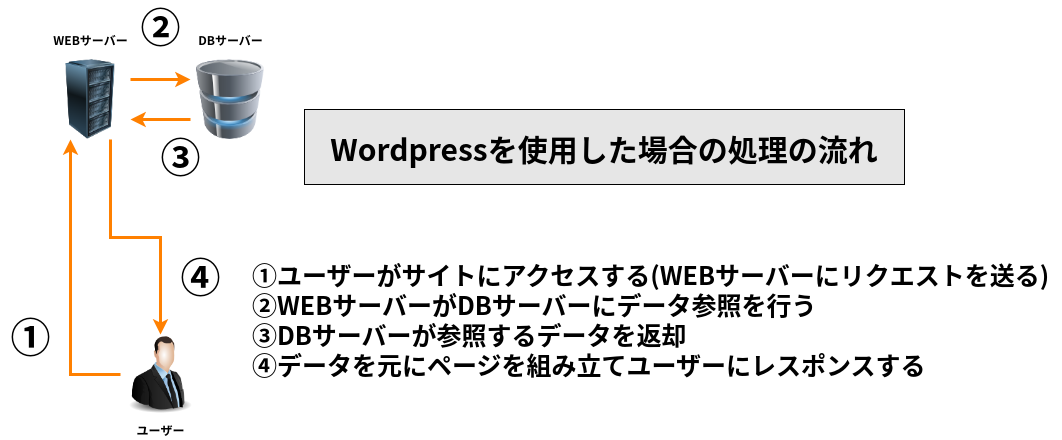 ②
WEBサーバー
DBサーバー
③
Wordpressを使用した場合の処理の流れ
④
①
①ユーザーがサイトにアクセスする(WEBサーバーにリクエストを送る)
②WEBサーバーがDBサーバーにデータ参照を行う
③DBサーバーが参照するデータを返却
④データを元にページを組み立てユーザーにレスポンスする
ユーザー